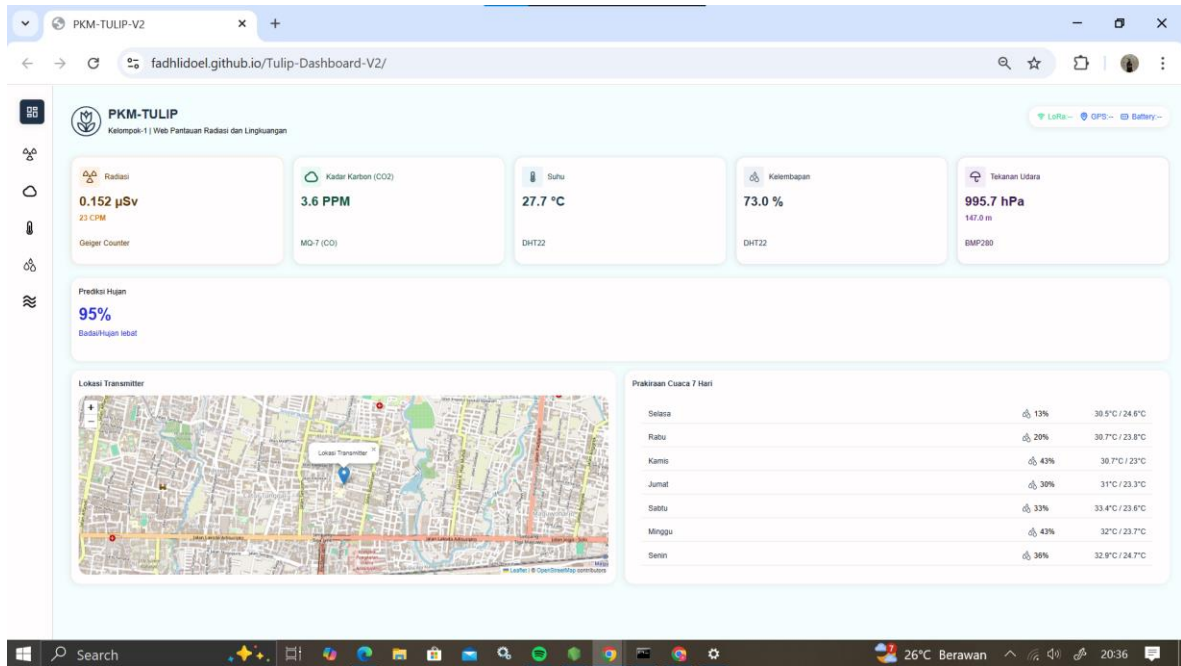 PKM-TULIP-V2
fadhlidoel.github.io/Tulip-Dashboard-V2/
PKM-TULIP
Kelompok-1 | Web Pantauan Radiasi dan Lingkuangan
LoRa:-- GPS:-- Battery:--
Radiasi
0.152 µSv
23 CPM
Geiger Counter
Kadar Karbon (CO2)
3.6 PPM
MQ-7 (CO)
Suhu
27.7 °C
DHT22
Kelembapan
73.0 %
DHT22
Tekanan Udara
995.7 hPa
147.0 m
BMP280
Prediksi Hujan
95%
Badai/Hujan lebat
Lokasi Transmitter
+
−
Lokasi Transmitter ×
Leaflet | © OpenStreetMap contributors
Prakiraan Cuaca 7 Hari
Selasa 13% 30.5°C / 24.6°C
Rabu 20% 30.7°C / 23.8°C
Kamis 43% 30.7°C / 23°C
Jumat 30% 31°C / 23.3°C
Sabtu 33% 33.4°C / 23.6°C
Minggu 43% 32°C / 23.7°C
Senin 36% 32.9°C / 24.7°C
Search
26°C Berawan
20:36